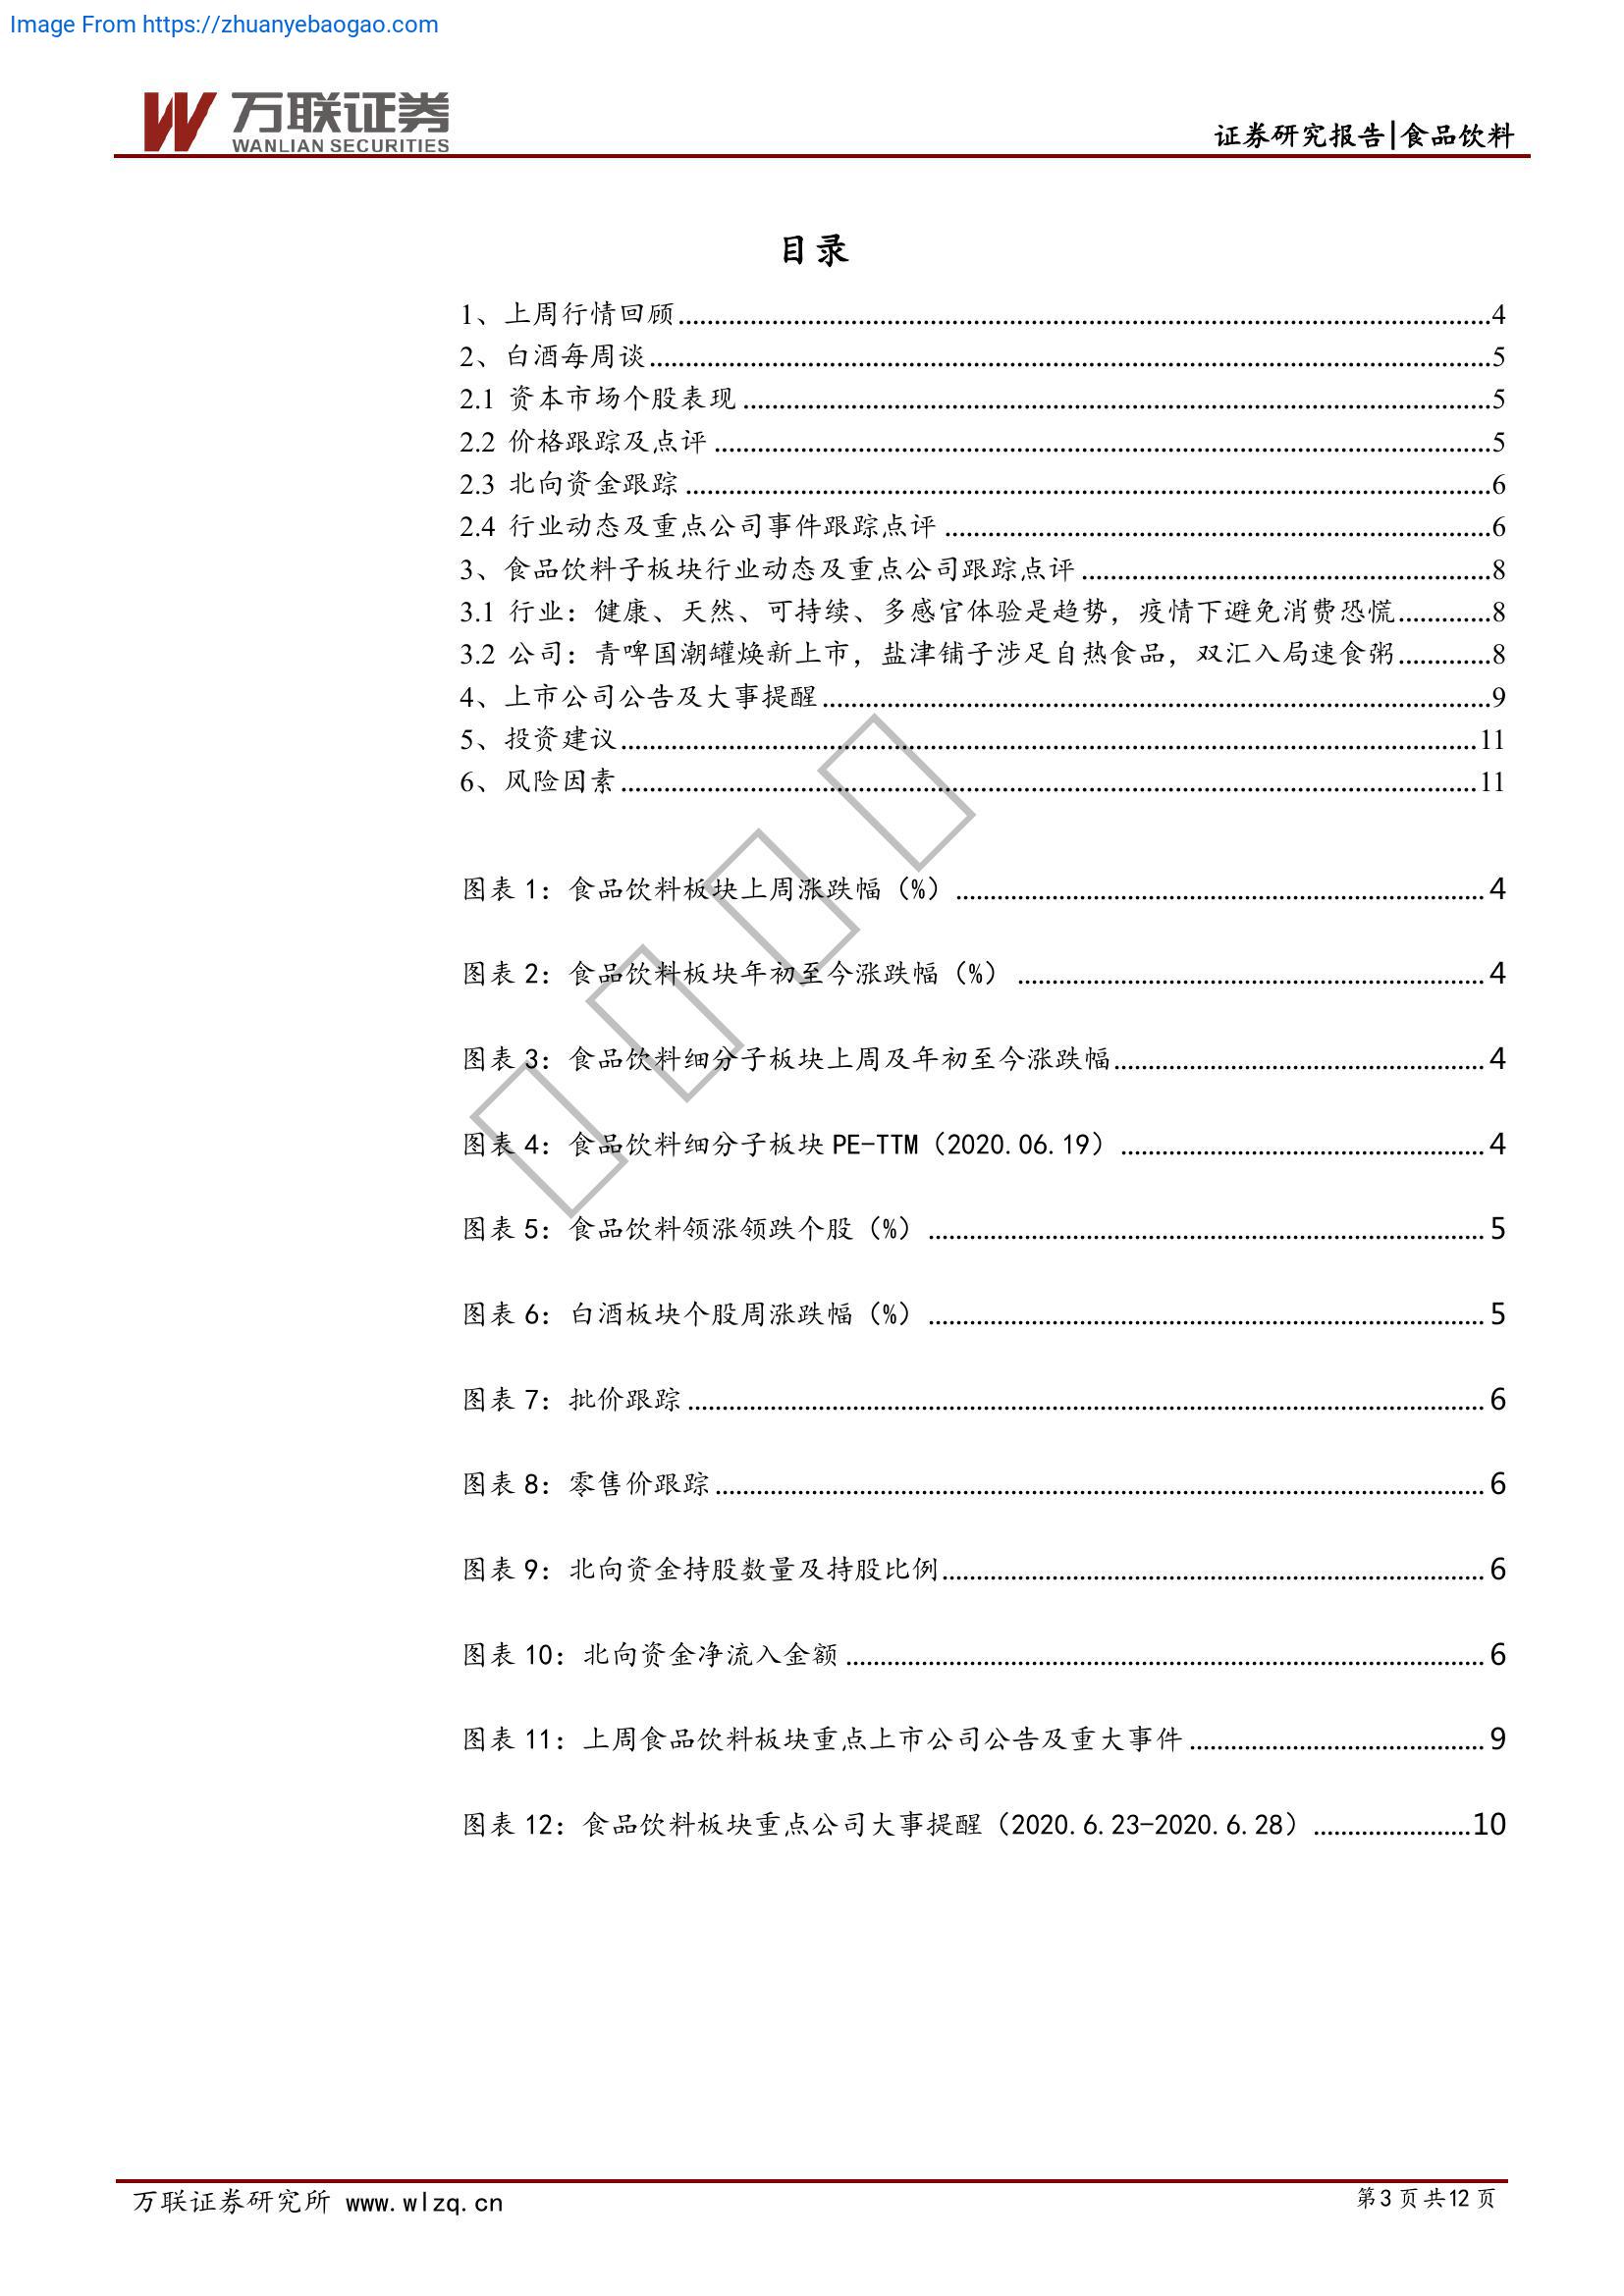 Image From https://zhuanyebaogao.com
万联证券
WANLIAN SECURITIES
证券研究报告|食品饮料
目录
1、上周行情回顾........4
2、白酒每周谈........5
2.1 资本市场个股表现........5
2.2 价格跟踪及点评........5
2.3 北向资金跟踪........6
2.4 行业动态及重点公司事件跟踪点评........6
3、食品饮料子板块行业动态及重点公司跟踪点评........8
3.1 行业：健康、天然、可持续、多感官体验是趋势，疫情下避免消费恐慌........8
3.2 公司：青啤国潮罐焕新上市，盐津铺子涉足自热食品，双汇入局速食粥........8
4、上市公司公告及大事提醒........9
5、投资建议........11
6、风险因素........11
图表 1：食品饮料板块上周涨跌幅（%）........4
图表 2：食品饮料板块年初至今涨跌幅（%）........4
图表 3：食品饮料细分子板块上周及年初至今涨跌幅........4
图表 4：食品饮料细分子板块 PE-TTM（2020.06.19）........4
图表 5：食品饮料领涨领跌个股（%）........5
图表 6：白酒板块个股周涨跌幅（%）........5
图表 7：批价跟踪........6
图表 8：零售价跟踪........6
图表 9：北向资金持股数量及持股比例........6
图表 10：北向资金净流入金额........6
图表 11：上周食品饮料板块重点上市公司公告及重大事件........9
图表 12：食品饮料板块重点公司大事提醒（2020.6.23-2020.6.28）........10
万联证券研究所 www.wlzq.cn
第3 页 共12 页